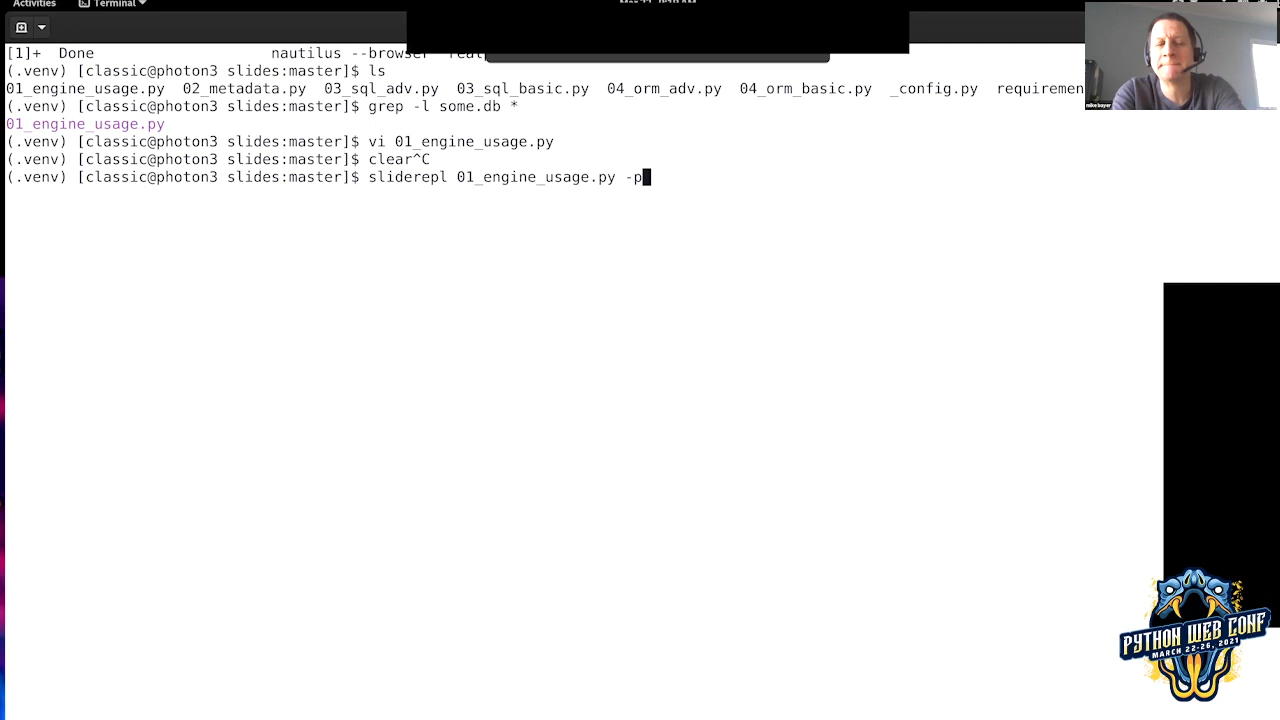 Activities
Terminal
[1]+ Done nautilus --browser
(.venv) [classic@photon3 slides:master]$ ls
01_engine_usage.py 02_metadata.py 03_sql_adv.py 03_sql_basic.py 04_orm_adv.py 04_orm_basic.py _config.py requiremen
(.venv) [classic@photon3 slides:master]$ grep -l some.db *
01_engine_usage.py
(.venv) [classic@photon3 slides:master]$ vi 01_engine_usage.py
(.venv) [classic@photon3 slides:master]$ clear^C
(.venv) [classic@photon3 slides:master]$ sliderepl 01_engine_usage.py -p
mike bayer
PYTHON WEB CONF
MARCH 22-26, 2021